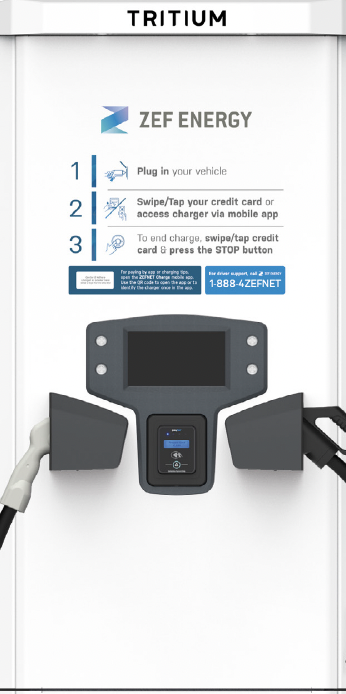 TRITIUM
ZEF ENERGY
1
Plug in your vehicle
2
Swipe/Tap your credit card or
access charger via mobile app
3
To end charge, swipe/tap credit
card & press the STOP button
For paying by app or charging tips,
open the ZEFNET Charge mobile app.
Use the QR code to open the app or to
identify the charger once in the app.
For driver support, call ZEF ENERGY
1-888-4ZEFNET